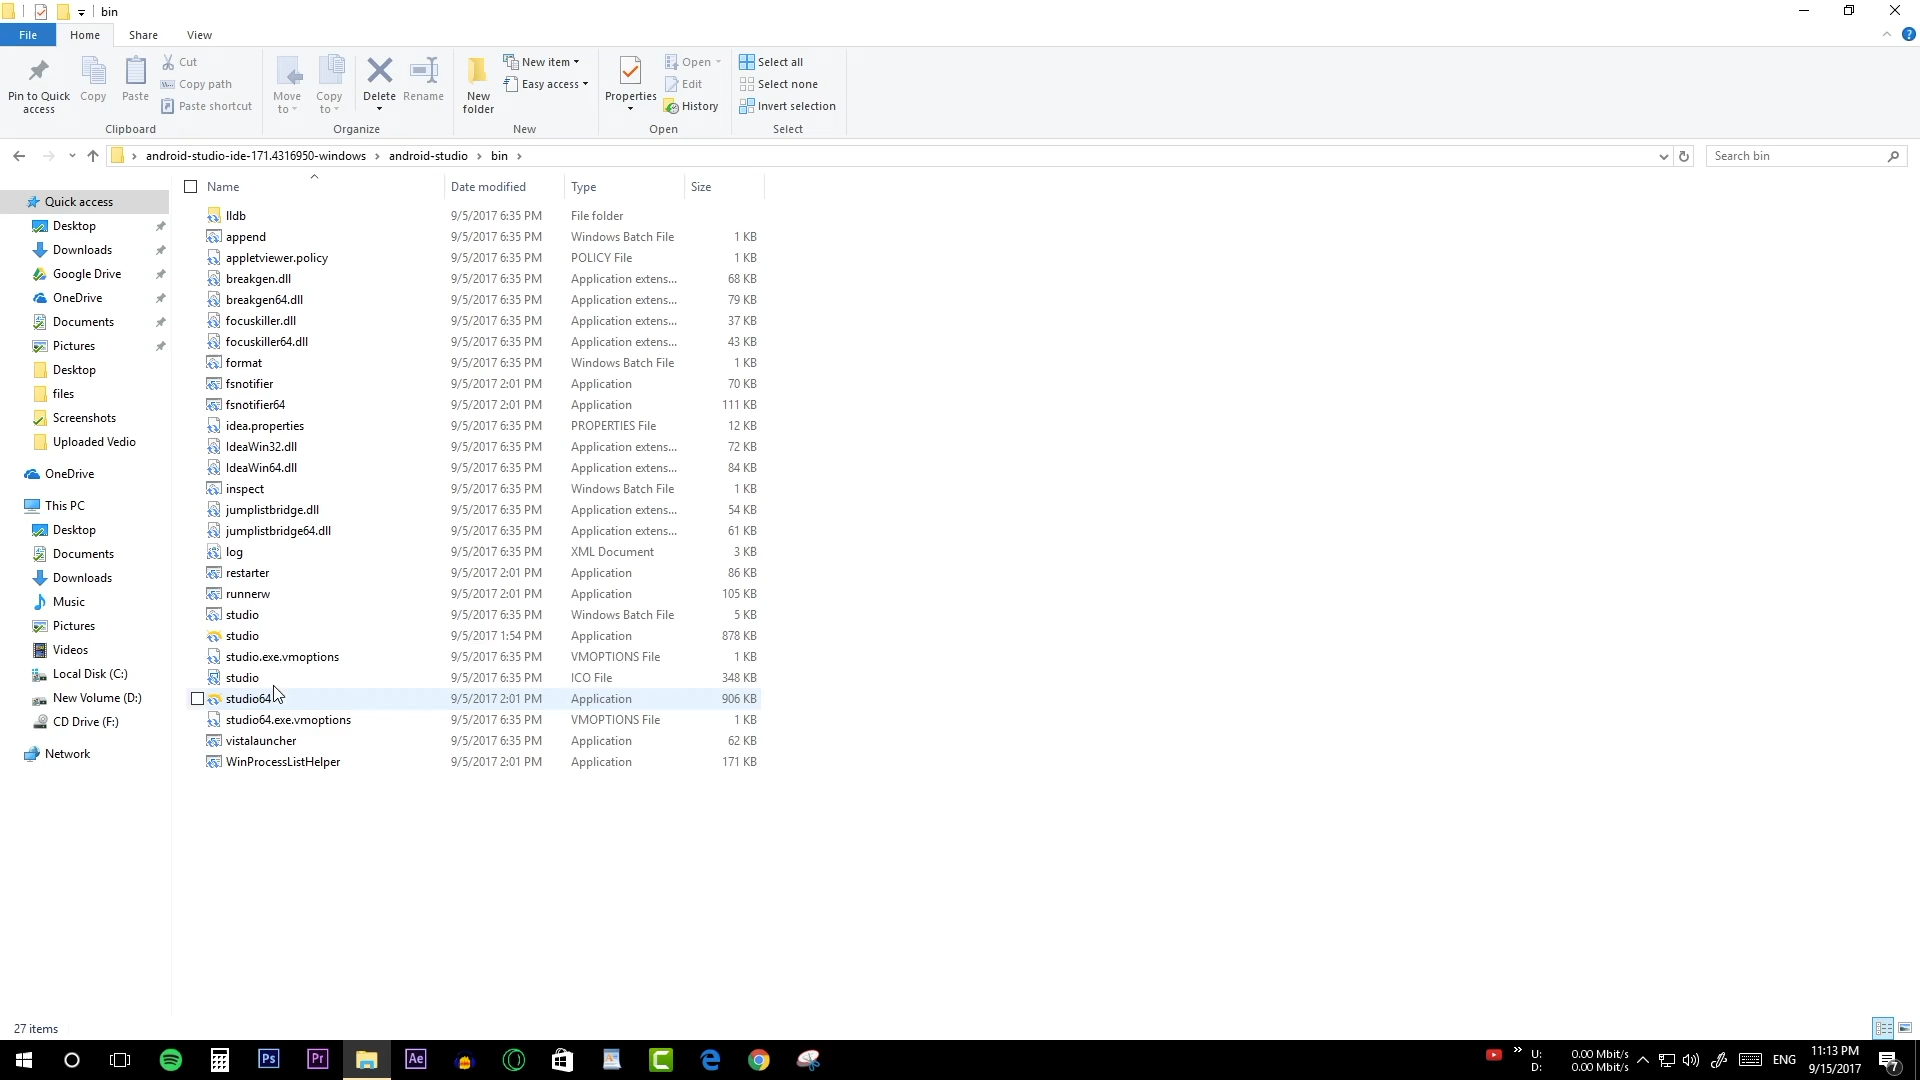 bin
File Home Share View
Pin to Quick access
Copy
Paste
Cut
Copy path
Paste shortcut
Clipboard
Move to
Copy to
Delete
Rename
Organize
New folder
New item
Easy access
New
Properties
Open
Edit
History
Open
Select all
Select none
Invert selection
Select
android-studio-ide-171.4316950-windows > android-studio > bin >
Search bin
Quick access
Desktop
Downloads
Google Drive
OneDrive
Documents
Pictures
Desktop
files
Screenshots
Uploaded Vedio
OneDrive
This PC
Desktop
Documents
Downloads
Music
Pictures
Videos
Local Disk (C:)
New Volume (D:)
CD Drive (F:)
Network
Name Date modified Type Size
lldb 9/5/2017 6:35 PM File folder
append 9/5/2017 6:35 PM Windows Batch File 1 KB
appletviewer.policy 9/5/2017 6:35 PM POLICY File 1 KB
breakgen.dll 9/5/2017 6:35 PM Application extens... 68 KB
breakgen64.dll 9/5/2017 6:35 PM Application extens... 79 KB
focuskiller.dll 9/5/2017 6:35 PM Application extens... 37 KB
focuskiller64.dll 9/5/2017 6:35 PM Application extens... 43 KB
format 9/5/2017 6:35 PM Windows Batch File 1 KB
fsnotifier 9/5/2017 2:01 PM Application 70 KB
fsnotifier64 9/5/2017 2:01 PM Application 111 KB
idea.properties 9/5/2017 6:35 PM PROPERTIES File 12 KB
IdeaWin32.dll 9/5/2017 6:35 PM Application extens... 72 KB
IdeaWin64.dll 9/5/2017 6:35 PM Application extens... 84 KB
inspect 9/5/2017 6:35 PM Windows Batch File 1 KB
jumplistbridge.dll 9/5/2017 6:35 PM Application extens... 54 KB
jumplistbridge64.dll 9/5/2017 6:35 PM Application extens... 61 KB
log 9/5/2017 6:35 PM XML Document 3 KB
restarter 9/5/2017 2:01 PM Application 86 KB
runnerw 9/5/2017 2:01 PM Application 105 KB
studio 9/5/2017 6:35 PM Windows Batch File 5 KB
studio 9/5/2017 1:54 PM Application 878 KB
studio.exe.vmoptions 9/5/2017 6:35 PM VMOPTIONS File 1 KB
studio 9/5/2017 6:35 PM ICO File 348 KB
studio64 9/5/2017 2:01 PM Application 906 KB
studio64.exe.vmoptions 9/5/2017 6:35 PM VMOPTIONS File 1 KB
vistalauncher 9/5/2017 6:35 PM Application 62 KB
WinProcessListHelper 9/5/2017 2:01 PM Application 171 KB
27 items
Ps Pr Ae
U: 0.00 Mbit/s
D: 0.00 Mbit/s
ENG
11:13 PM
9/15/2017
7